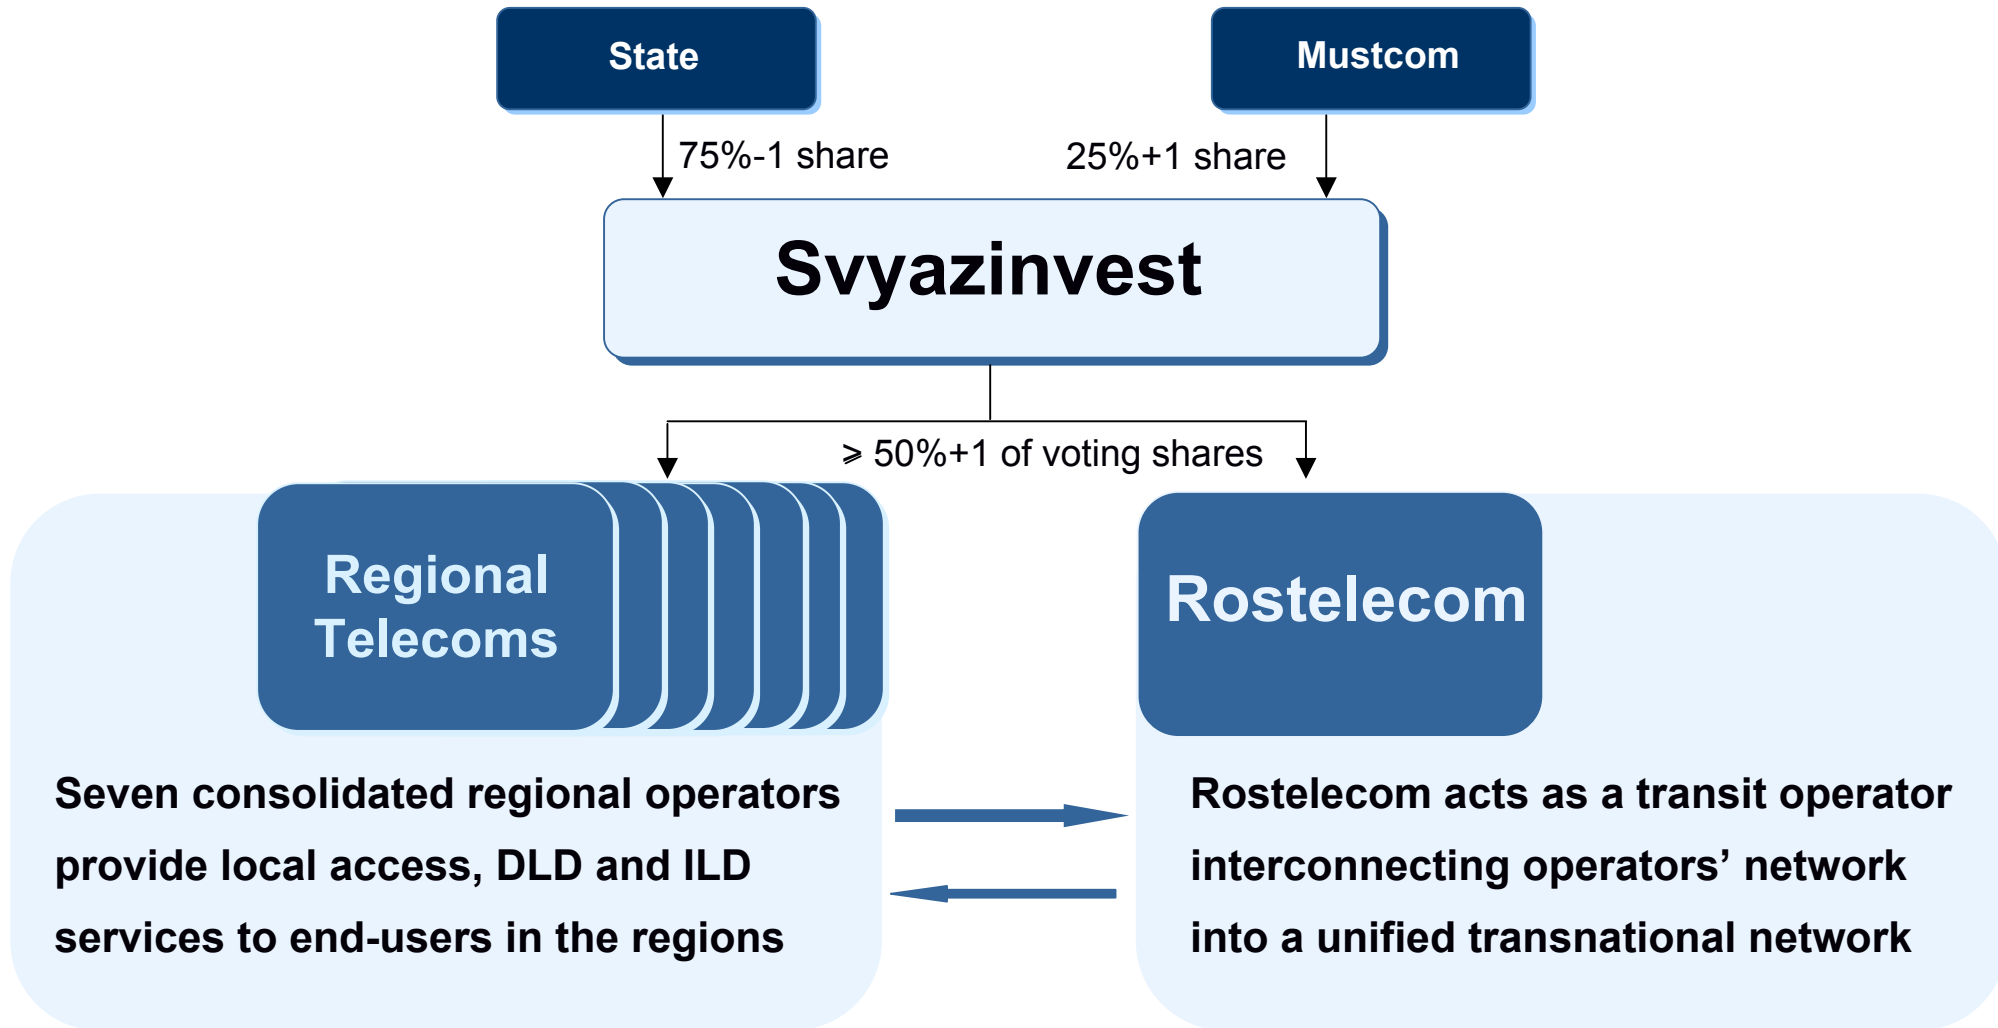 State
Mustcom
75%-1 share
25%+1 share
Svyazinvest
⩾ 50%+1 of voting shares
Regional
Telecoms
Rostelecom
Seven consolidated regional operators
provide local access, DLD and ILD
services to end-users in the regions
Rostelecom acts as a transit operator
interconnecting operators’ network
into a unified transnational network